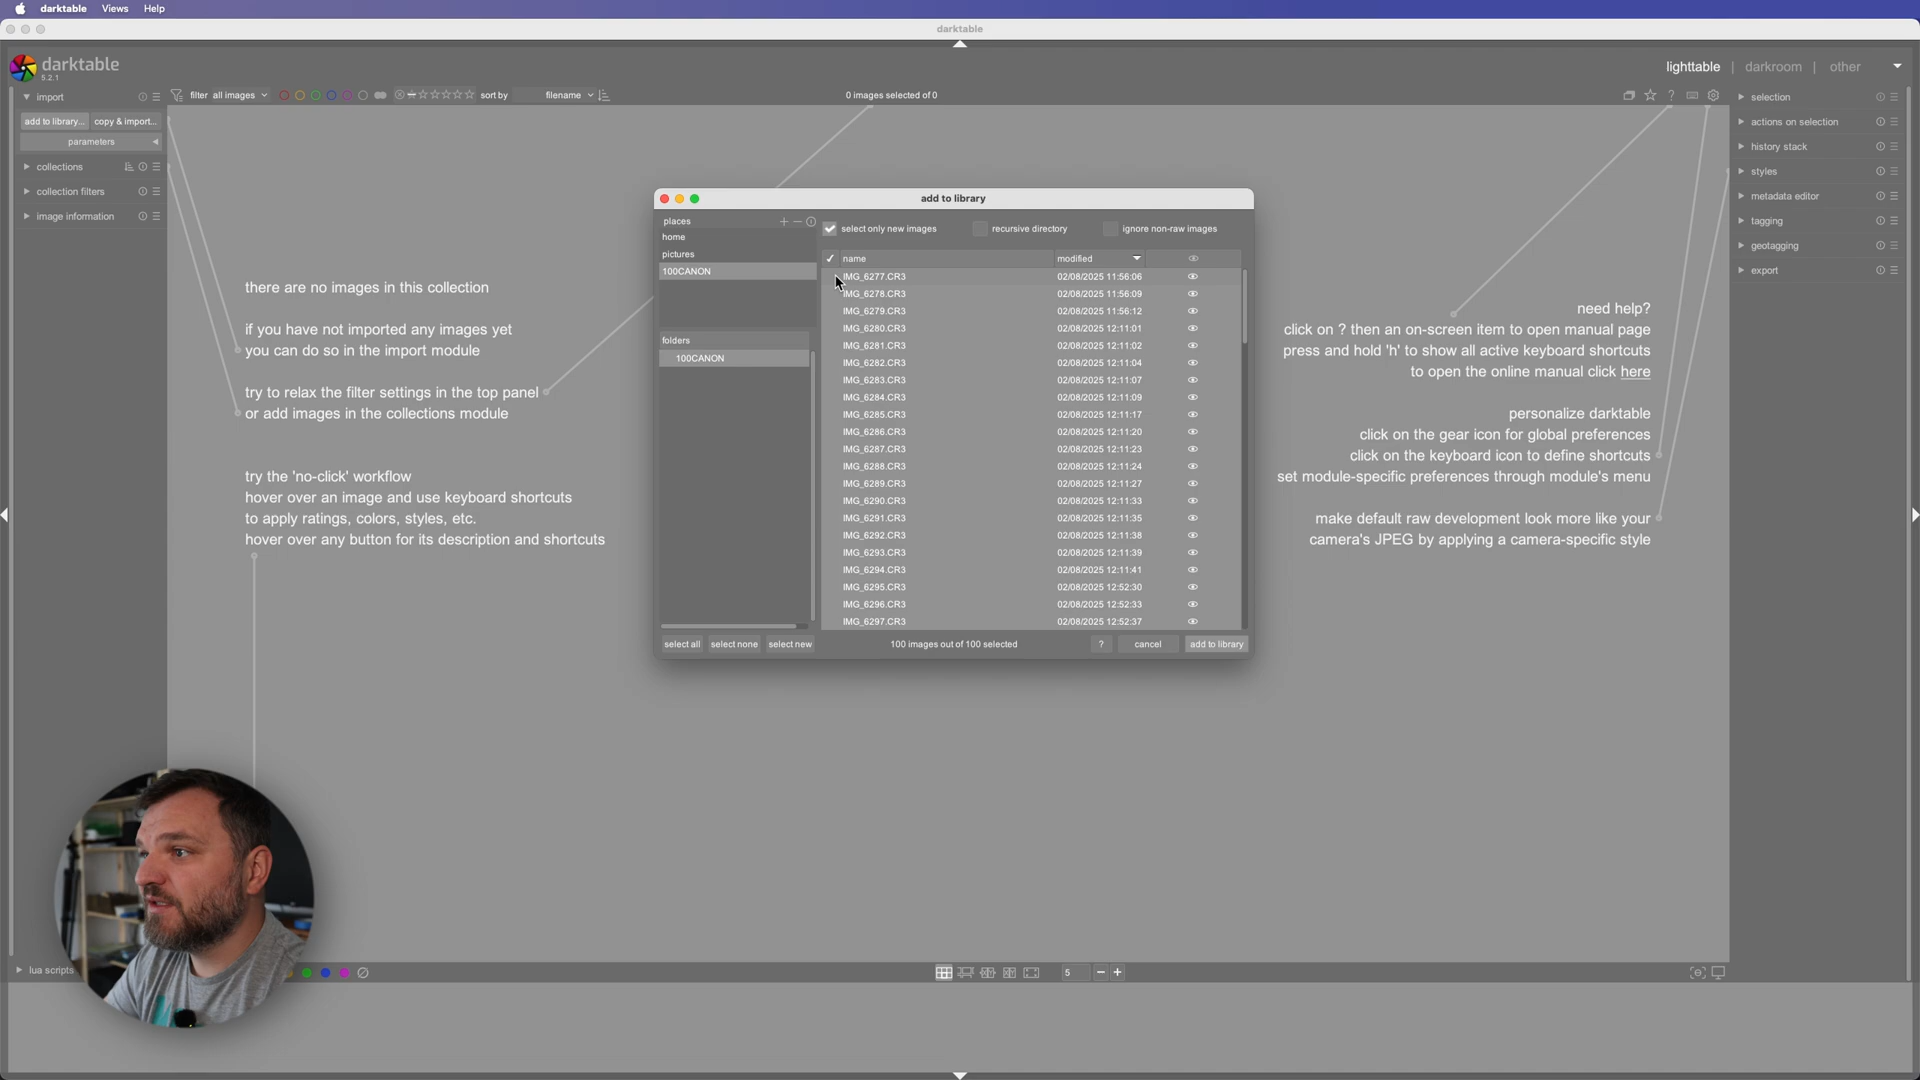 darktable Views Help
darktable
darktable
5.2.1
lighttable | darkroom | other
import
filter all images
sort by filename
0 images selected of 0
add to library... copy & import...
parameters
collections
collection filters
image information
selection
actions on selection
history stack
styles
metadata editor
tagging
geotagging
export
there are no images in this collection
if you have not imported any images yet
you can do so in the import module
try to relax the filter settings in the top panel
or add images in the collections module
try the 'no-click' workflow
hover over an image and use keyboard shortcuts
to apply ratings, colors, styles, etc.
hover over any button for its description and shortcuts
add to library
places
home
pictures
100CANON
folders
100CANON
select only new images recursive directory ignore non-raw images
name modified
IMG_6277.CR3 02/08/2025 11:56:06
IMG_6278.CR3 02/08/2025 11:56:09
IMG_6279.CR3 02/08/2025 11:56:12
IMG_6280.CR3 02/08/2025 12:11:01
IMG_6281.CR3 02/08/2025 12:11:02
IMG_6282.CR3 02/08/2025 12:11:04
IMG_6283.CR3 02/08/2025 12:11:07
IMG_6284.CR3 02/08/2025 12:11:09
IMG_6285.CR3 02/08/2025 12:11:17
IMG_6286.CR3 02/08/2025 12:11:20
IMG_6287.CR3 02/08/2025 12:11:23
IMG_6288.CR3 02/08/2025 12:11:24
IMG_6289.CR3 02/08/2025 12:11:27
IMG_6290.CR3 02/08/2025 12:11:33
IMG_6291.CR3 02/08/2025 12:11:35
IMG_6292.CR3 02/08/2025 12:11:38
IMG_6293.CR3 02/08/2025 12:11:39
IMG_6294.CR3 02/08/2025 12:11:41
IMG_6295.CR3 02/08/2025 12:52:30
IMG_6296.CR3 02/08/2025 12:52:33
IMG_6297.CR3 02/08/2025 12:52:37
select all select none select new
100 images out of 100 selected
? cancel add to library
need help?
click on ? then an on-screen item to open manual page
press and hold 'h' to show all active keyboard shortcuts
to open the online manual click here
personalize darktable
click on the gear icon for global preferences
click on the keyboard icon to define shortcuts
set module-specific preferences through module's menu
make default raw development look more like your
camera's JPEG by applying a camera-specific style
lua scripts
5